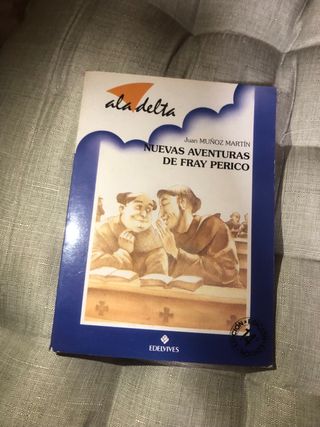 ala delta
Juan MUÑOZ MARTÍN
NUEVAS AVENTURAS
DE FRAY PERICO
EDELVIVES